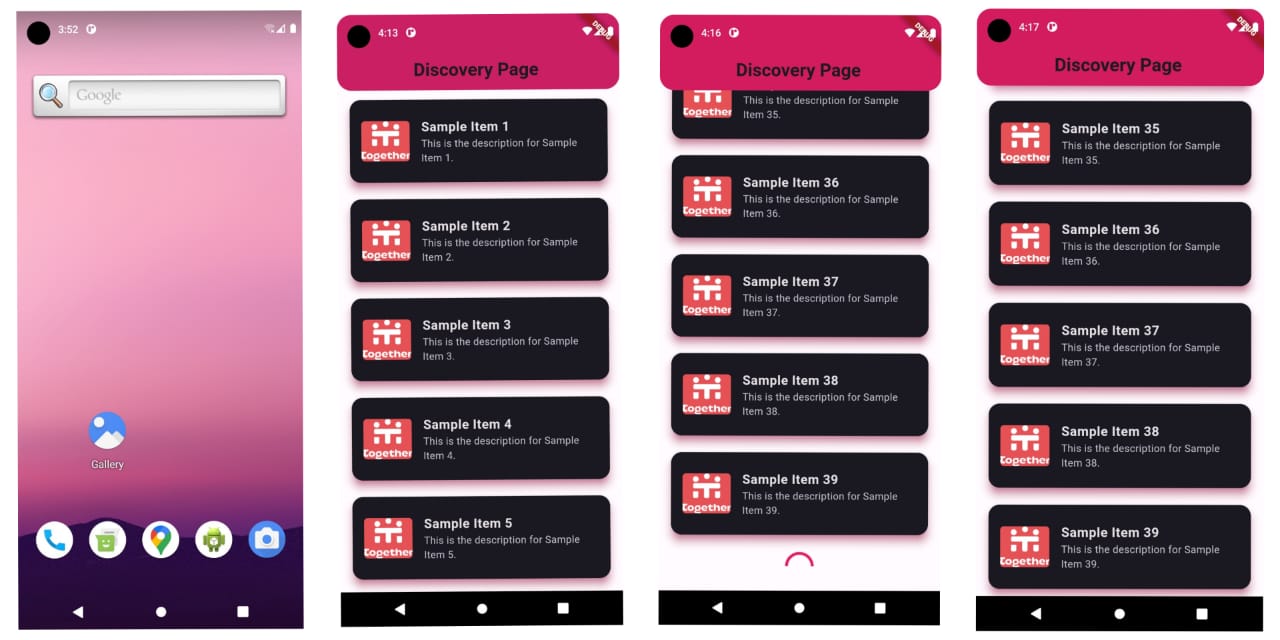 3:52
Google
Gallery
4:13
DEBUG
Discovery Page
Together
Sample Item 1
This is the description for Sample
Item 1.
Together
Sample Item 2
This is the description for Sample
Item 2.
Together
Sample Item 3
This is the description for Sample
Item 3.
Together
Sample Item 4
This is the description for Sample
Item 4.
Together
Sample Item 5
This is the description for Sample
Item 5.
4:16
DEBUG
Discovery Page
Together
This is the description for Sample
Item 35.
Together
Sample Item 36
This is the description for Sample
Item 36.
Together
Sample Item 37
This is the description for Sample
Item 37.
Together
Sample Item 38
This is the description for Sample
Item 38.
Together
Sample Item 39
This is the description for Sample
Item 39.
4:17
DEBUG
Discovery Page
Together
Sample Item 35
This is the description for Sample
Item 35.
Together
Sample Item 36
This is the description for Sample
Item 36.
Together
Sample Item 37
This is the description for Sample
Item 37.
Together
Sample Item 38
This is the description for Sample
Item 38.
Together
Sample Item 39
This is the description for Sample
Item 39.